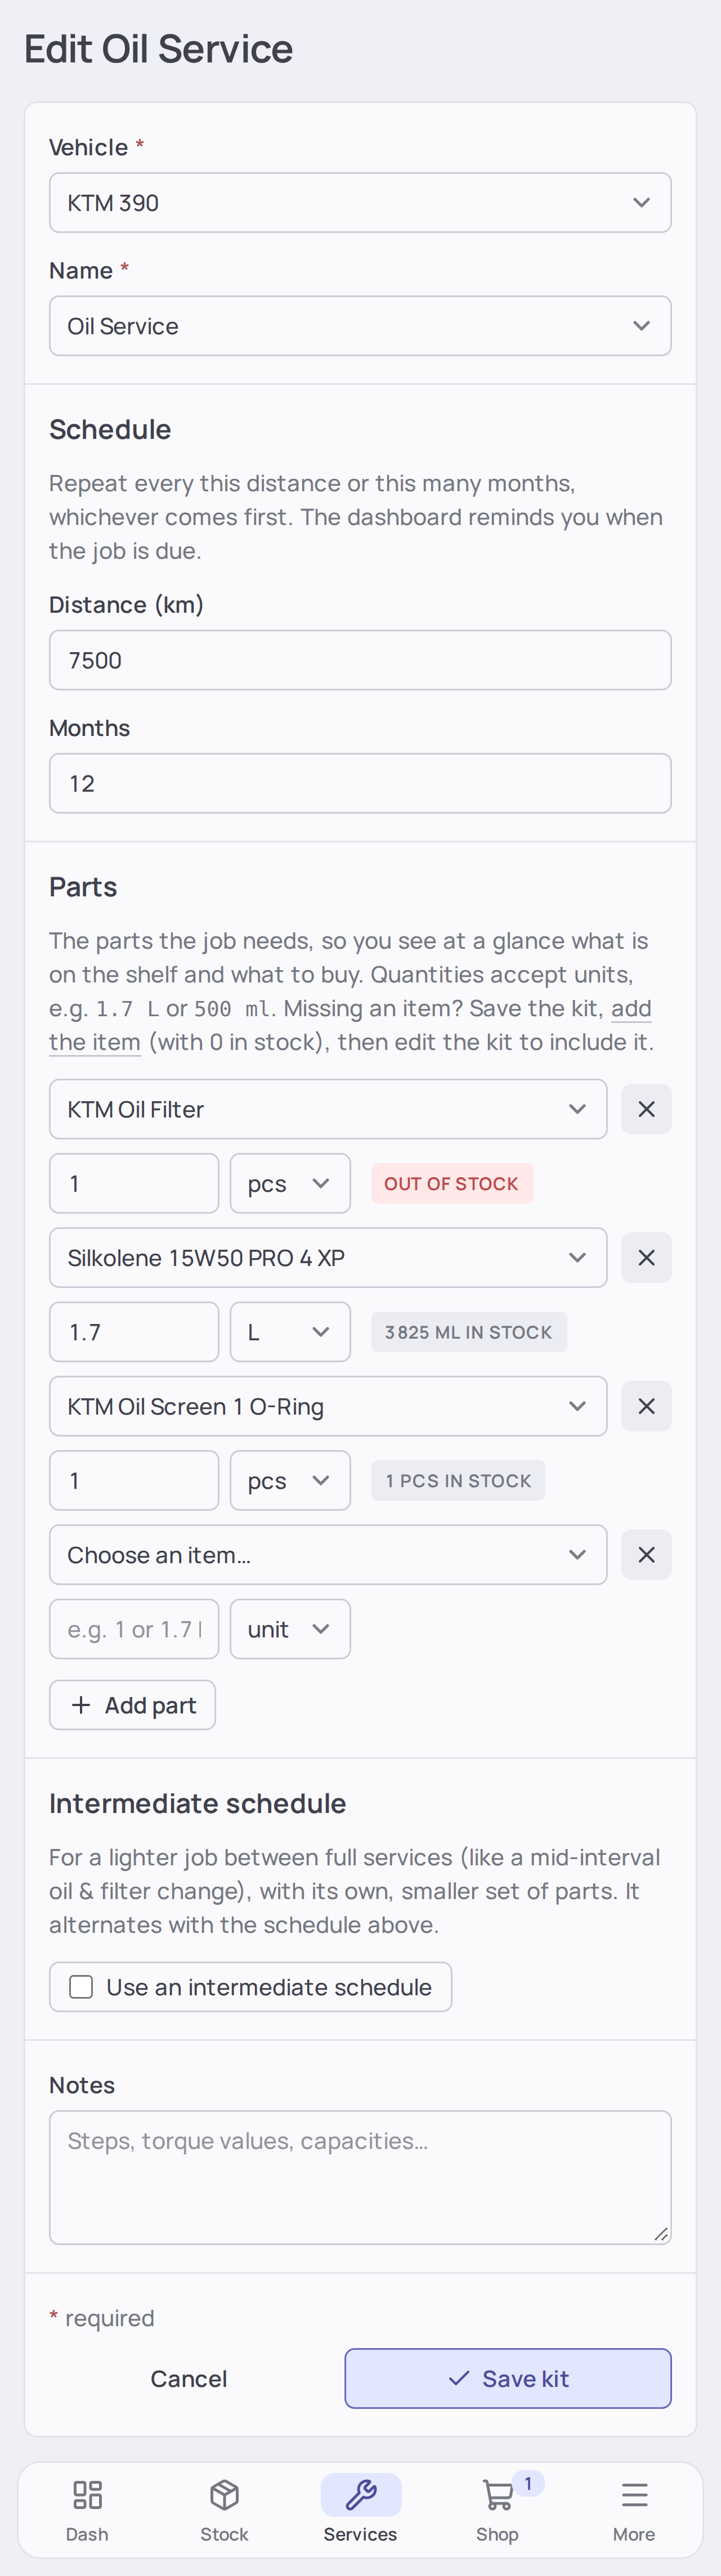 Edit Oil Service
Vehicle *
KTM 390
Name *
Oil Service
Schedule
Repeat every this distance or this many months,
whichever comes first. The dashboard reminds you when
the job is due.
Distance (km)
7500
Months
12
Parts
The parts the job needs, so you see at a glance what is
on the shelf and what to buy. Quantities accept units,
e.g. 1.7 L or 500 ml. Missing an item? Save the kit, add
the item (with 0 in stock), then edit the kit to include it.
KTM Oil Filter
1 pcs OUT OF STOCK
Silkolene 15W50 PRO 4 XP
1.7 L 3825 ML IN STOCK
KTM Oil Screen 1 O-Ring
1 pcs 1 PCS IN STOCK
Choose an item…
e.g. 1 or 1.7 unit
Add part
Intermediate schedule
For a lighter job between full services (like a mid-interval
oil & filter change), with its own, smaller set of parts. It
alternates with the schedule above.
Use an intermediate schedule
Notes
Steps, torque values, capacities…
* required
Cancel Save kit
1
Dash Stock Services Shop More